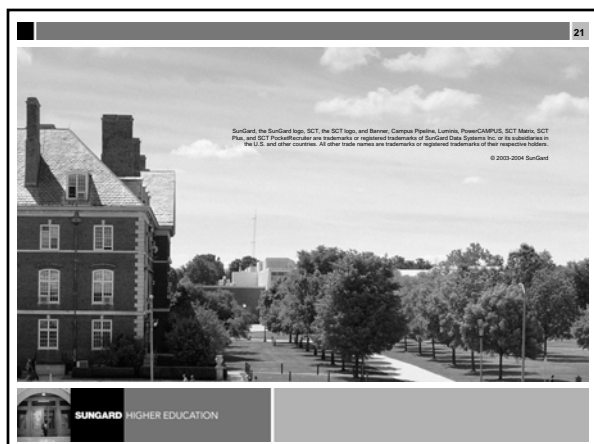 21
SunGard, the SunGard logo, SCT, the SCT logo, and Banner, Campus Pipeline, Luminis, PowerCAMPUS, SCT Matrix, SCT
Plus, and SCT PocketRecruiter are trademarks or registered trademarks of SunGard Data Systems Inc. or its subsidiaries in
the U.S. and other countries. All other trade names are trademarks or registered trademarks of their respective holders.
© 2003-2004 SunGard
SUNGARD HIGHER EDUCATION